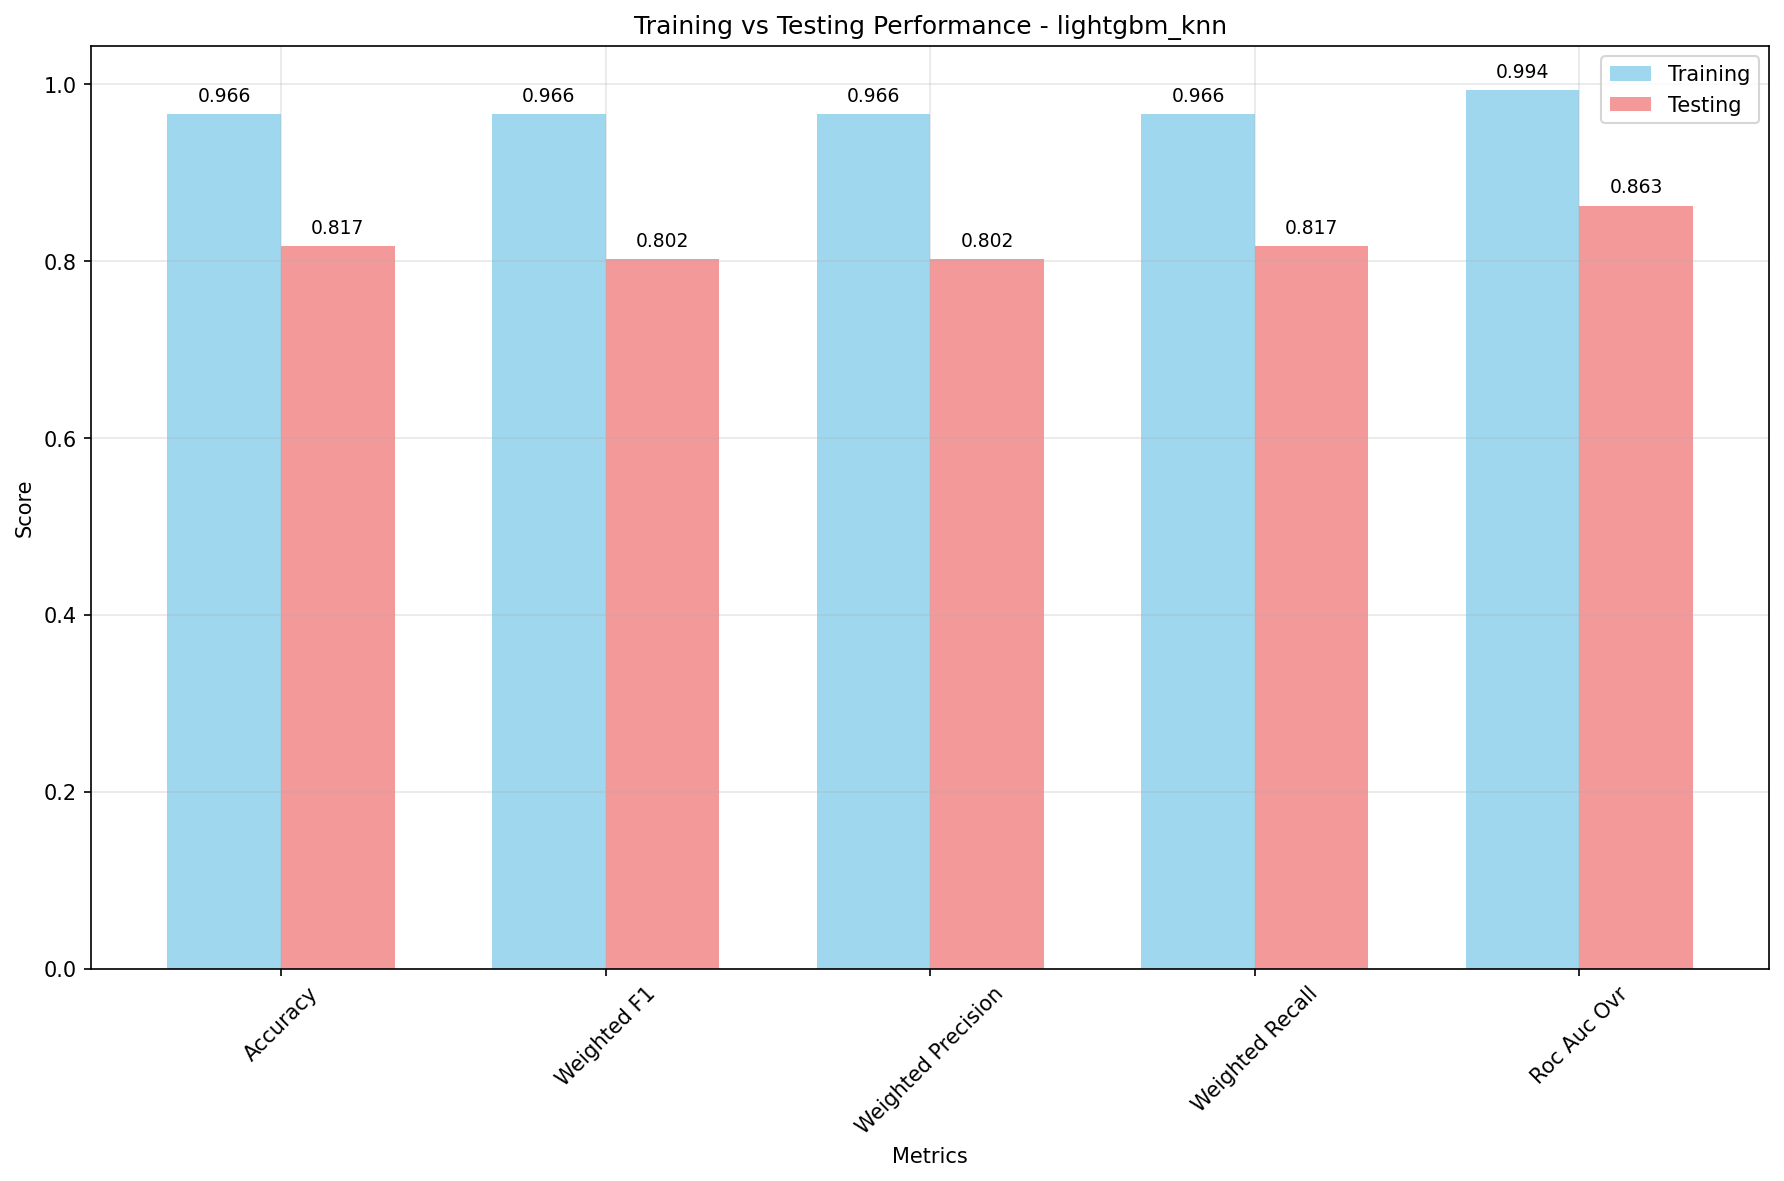 Training vs Testing Performance - lightgbm_knn
Training
Testing
Score
1.0
0.8
0.6
0.4
0.2
0.0
0.966
0.817
0.966
0.802
0.966
0.802
0.966
0.817
0.994
0.863
Accuracy
Weighted F1
Weighted Precision
Weighted Recall
Roc Auc Ovr
Metrics